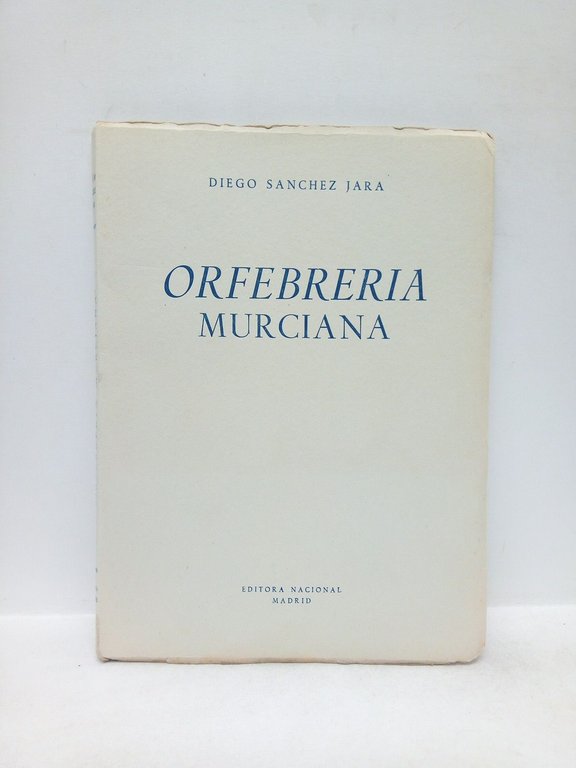 DIEGO SANCHEZ JARA
ORFEBRERIA
MURCIANA
EDITORA NACIONAL
MADRID